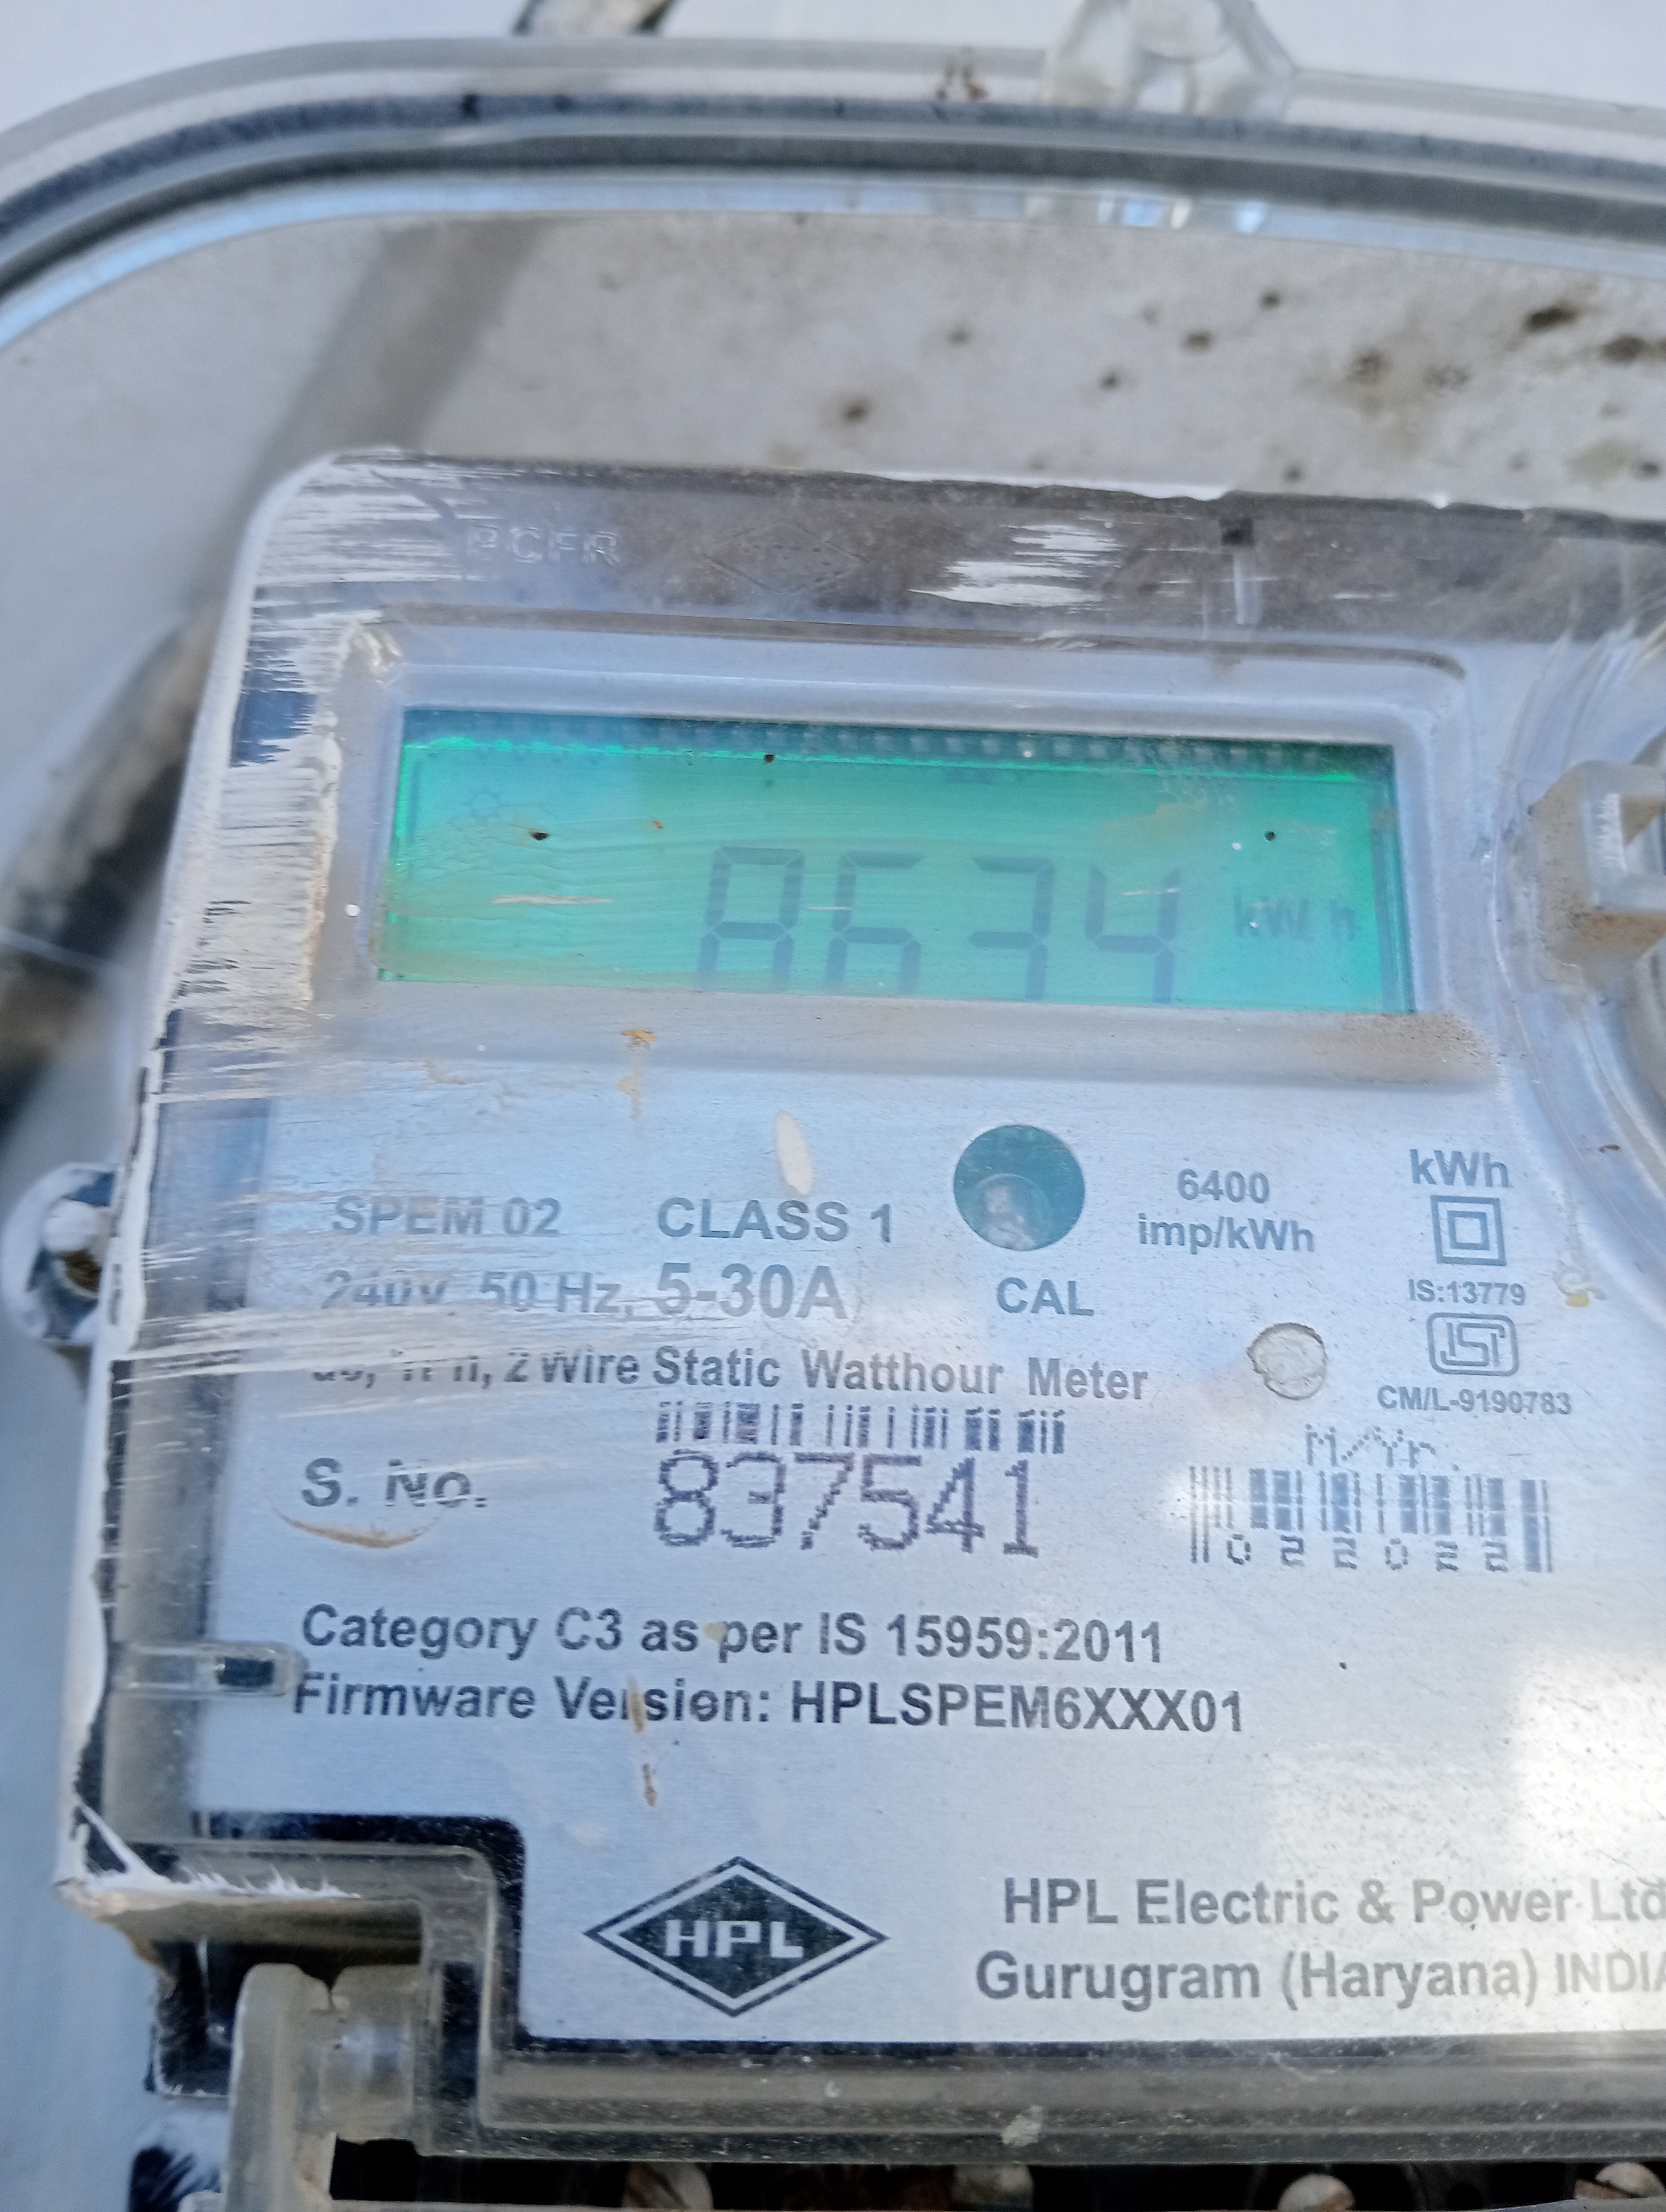 PCFR
8634 kWh
SPEM 02 CLASS 1
6400
imp/kWh
kWh
240v, 50 Hz, 5-30A
CAL
IS:13779
ISI
2 Wire Static Watthour Meter
CM/L-9190783
M/Yr.
S. No. 837541
022022
Category C3 as per IS 15959:2011
Firmware Version: HPLSPEM6XXX01
HPL
HPL Electric & Power Ltd
Gurugram (Haryana) INDIA